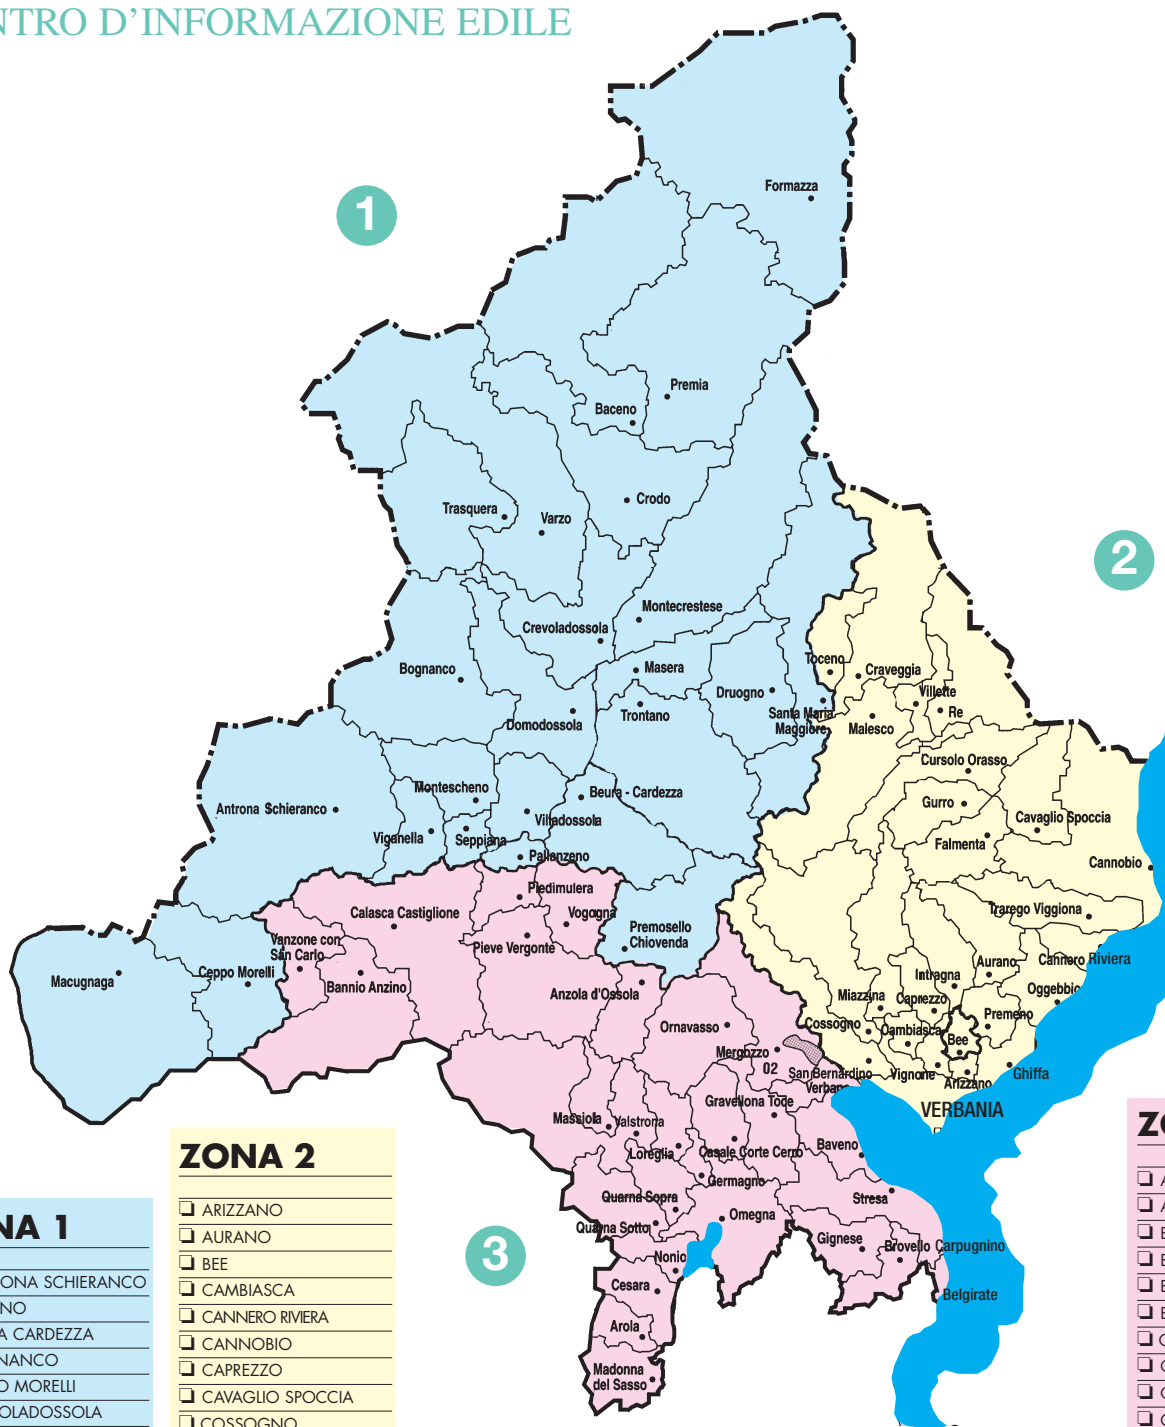 NTRO D'INFORMAZIONE EDILE
1
Formazza
Premia
Baceno
Crodo
Trasquera
Varzo
2
Montecrestese
Crevoladossola
Masera
Toceno
Craveggia
Bognanco
Druogno
Villette
Trontano
Santa Maria
Maggiore
Re
Domodossola
Malesco
Cursolo Orasso
Montescheno
Beura - Cardezza
Gurro
Antrona Schieranco
Villadossola
Cavaglio Spoccia
Viganella
Seppiana
Falmenta
Pallanzeno
Cannobio
Piedimulera
Calasca Castiglione
Vogogna
Trarego Viggiona
Premosello
Chiovenda
Vanzone con
San Carlo
Pieve Vergonte
Aurano
Cannero Riviera
Macugnaga
Ceppo Morelli
Bannio Anzino
Intragna
Anzola d'Ossola
Miazzina
Caprezzo
Oggebbio
Premeno
Ornavasso
Cossogno
Cambiasca
Bee
Mergozzo
02
San Bernardino
Verbano
Vignone
Arizzano
Ghiffa
Gravellona Toce
VERBANIA
Massiola
Valstrona
Loreglia
Casale Corte Cerro
Baveno
Germagno
Quarna Sopra
Stresa
Quarna Sotto
Omegna
Gignese
Brovello Carpugnino
Nonio
3
Cesara
Belgirate
Arola
Madonna
del Sasso
NA 1
ONA SCHIERANCO
NO
A CARDEZZA
NANCO
O MORELLI
OLADOSSOLA
ZONA 2
❏ ARIZZANO
❏ AURANO
❏ BEE
❏ CAMBIASCA
❏ CANNERO RIVIERA
❏ CANNOBIO
❏ CAPREZZO
❏ CAVAGLIO SPOCCIA
❏ COSSOGNO